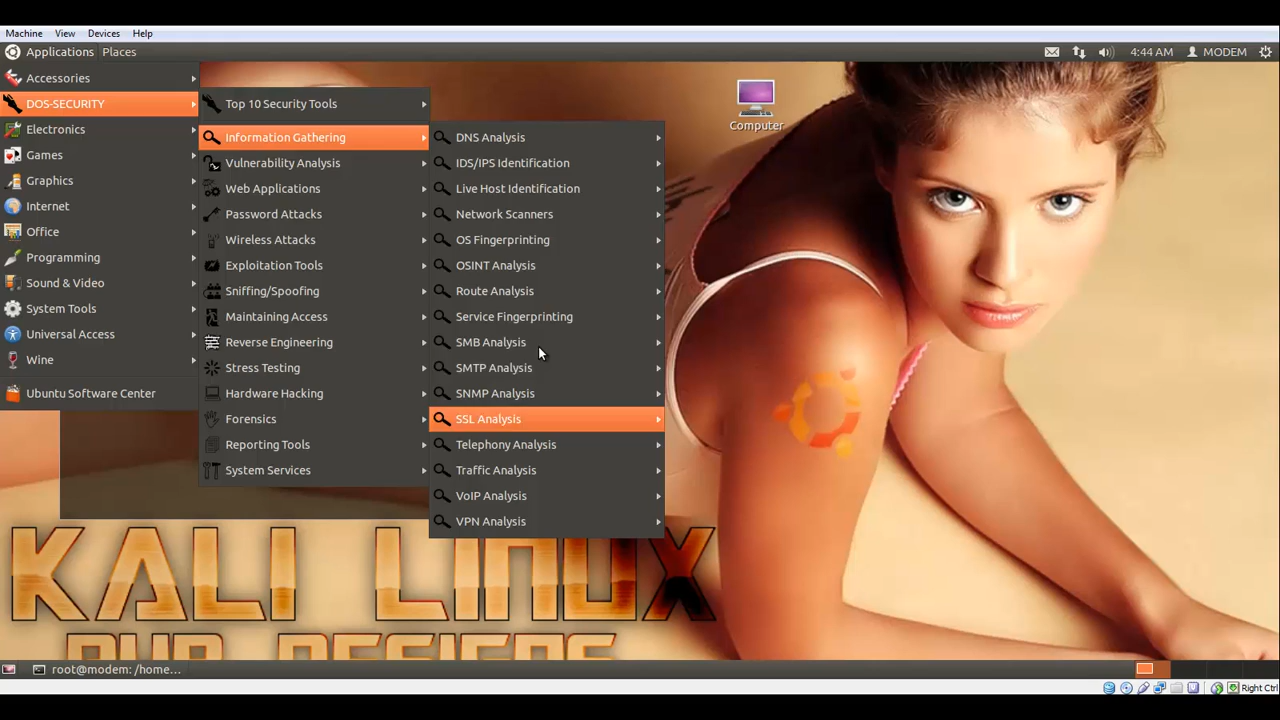 Machine View Devices Help
Applications Places 4:44 AM MODEM
Accessories
DOS-SECURITY
Electronics
Games
Graphics
Internet
Office
Programming
Sound & Video
System Tools
Universal Access
Wine
Ubuntu Software Center
Top 10 Security Tools
Information Gathering
Vulnerability Analysis
Web Applications
Password Attacks
Wireless Attacks
Exploitation Tools
Sniffing/Spoofing
Maintaining Access
Reverse Engineering
Stress Testing
Hardware Hacking
Forensics
Reporting Tools
System Services
DNS Analysis
IDS/IPS Identification
Live Host Identification
Network Scanners
OS Fingerprinting
OSINT Analysis
Route Analysis
Service Fingerprinting
SMB Analysis
SMTP Analysis
SNMP Analysis
SSL Analysis
Telephony Analysis
Traffic Analysis
VoIP Analysis
VPN Analysis
Computer
KALI LINUX
root@modem: /home...
Right Ctrl